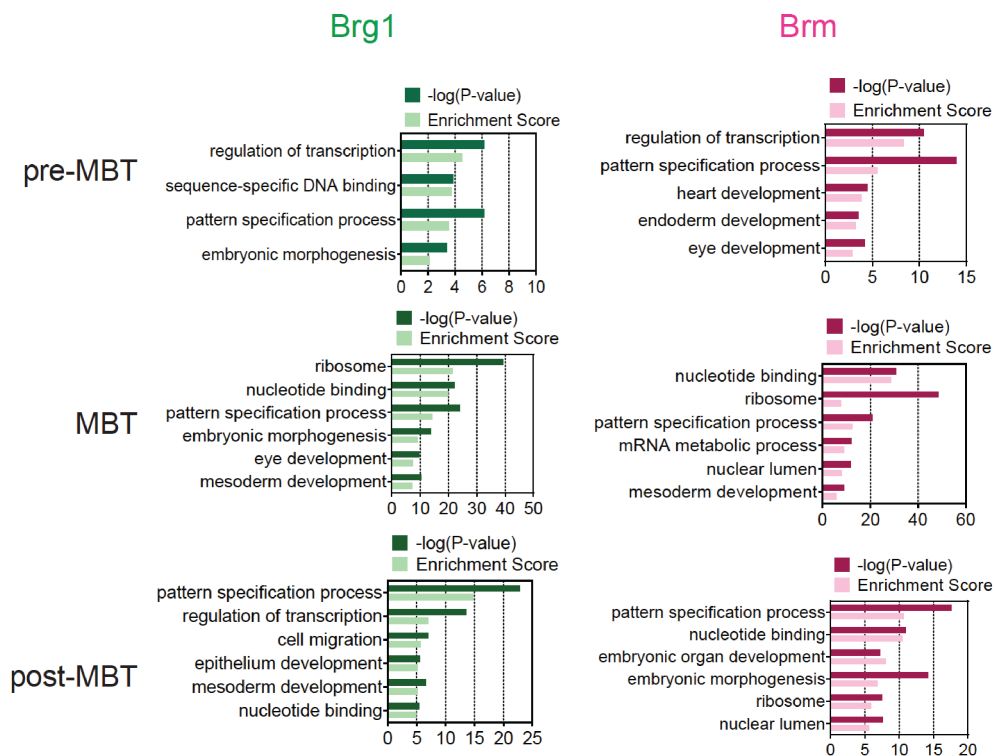 Brg1
Brm
pre-MBT
-log(P-value)
Enrichment Score
regulation of transcription
sequence-specific DNA binding
pattern specification process
embryonic morphogenesis
0 2 4 6 8 10
-log(P-value)
Enrichment Score
regulation of transcription
pattern specification process
heart development
endoderm development
eye development
0 5 10 15
MBT
-log(P-value)
Enrichment Score
ribosome
nucleotide binding
pattern specification process
embryonic morphogenesis
eye development
mesoderm development
0 10 20 30 40 50
-log(P-value)
Enrichment Score
nucleotide binding
ribosome
pattern specification process
mRNA metabolic process
nuclear lumen
mesoderm development
0 20 40 60
post-MBT
-log(P-value)
Enrichment Score
pattern specification process
regulation of transcription
cell migration
epithelium development
mesoderm development
nucleotide binding
0 5 10 15 20 25
-log(P-value)
Enrichment Score
pattern specification process
nucleotide binding
embryonic organ development
embryonic morphogenesis
ribosome
nuclear lumen
0 5 10 15 20